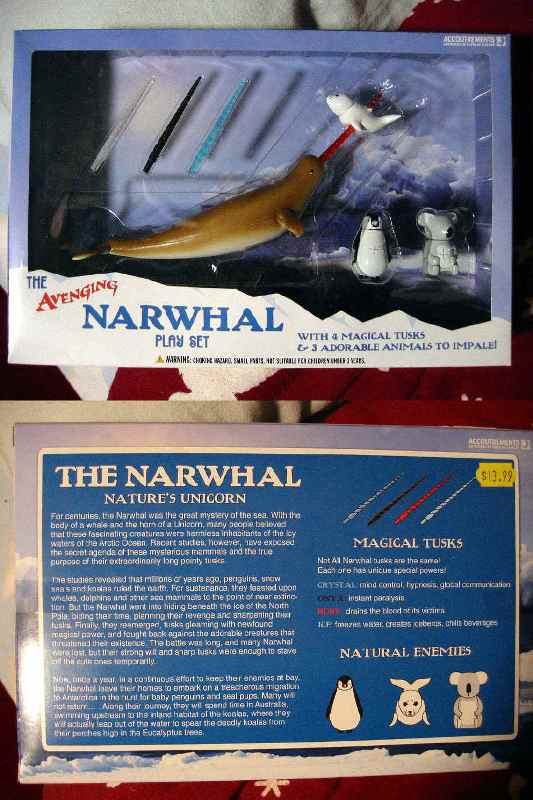 ACCOUTREMENTS
THE
AVENGING
NARWHAL
PLAY SET
WITH 4 MAGICAL TUSKS
& 3 ADORABLE ANIMALS TO IMPALE!
WARNING: CHOKING HAZARD. SMALL PARTS. NOT SUITABLE FOR CHILDREN UNDER 3 YEARS.
ACCOUTREMENTS
$13.99
THE NARWHAL
NATURE'S UNICORN
For centuries, the Narwhal was the great mystery of the sea. With the
body of a whale and the horn of a Unicorn, many people believed
that these fascinating creatures were harmless inhabitants of the icy
waters of the Arctic Ocean. Recent studies, however, have exposed
the secret agenda of these mysterious mammals and the true
purpose of their extraordinarily long pointy tusks.
The studies revealed that millions of years ago, penguins, snow
seals and koalas ruled the earth. For sustenance, they feasted upon
whales, dolphins and other sea mammals to the point of near extinc-
tion. But the Narwhal went into hiding beneath the ice of the North
Pole, biding their time, planning their revenge and sharpening their
tusks. Finally, they reemerged, tusks gleaming with newfound
magical power, and fought back against the adorable creatures that
threatened their existence. The battle was long, and many Narwhal
were lost, but their strong will and sharp tusks were enough to stave
off the cute ones temporarily.
Now, once a year, in a continuous effort to keep their enemies at bay,
the Narwhal leave their homes to embark on a treacherous migration
to Antarctica in the hunt for baby penguins and seal pups. Many will
not return... Along their journey, they will spend time in Australia,
swimming upstream to the inland habitat of the koalas, where they
will actually leap out of the water to spear the deadly koalas from
their perches high in the Eucalyptus trees.
MAGICAL TUSKS
Not All Narwhal tusks are the same!
Each one has unique special powers!
CRYSTAL: mind control, hypnosis, global communication
ONYX: instant paralysis
RUBY: drains the blood of its victims
ICE: freezes water, creates icebergs, chills beverages
NATURAL ENEMIES